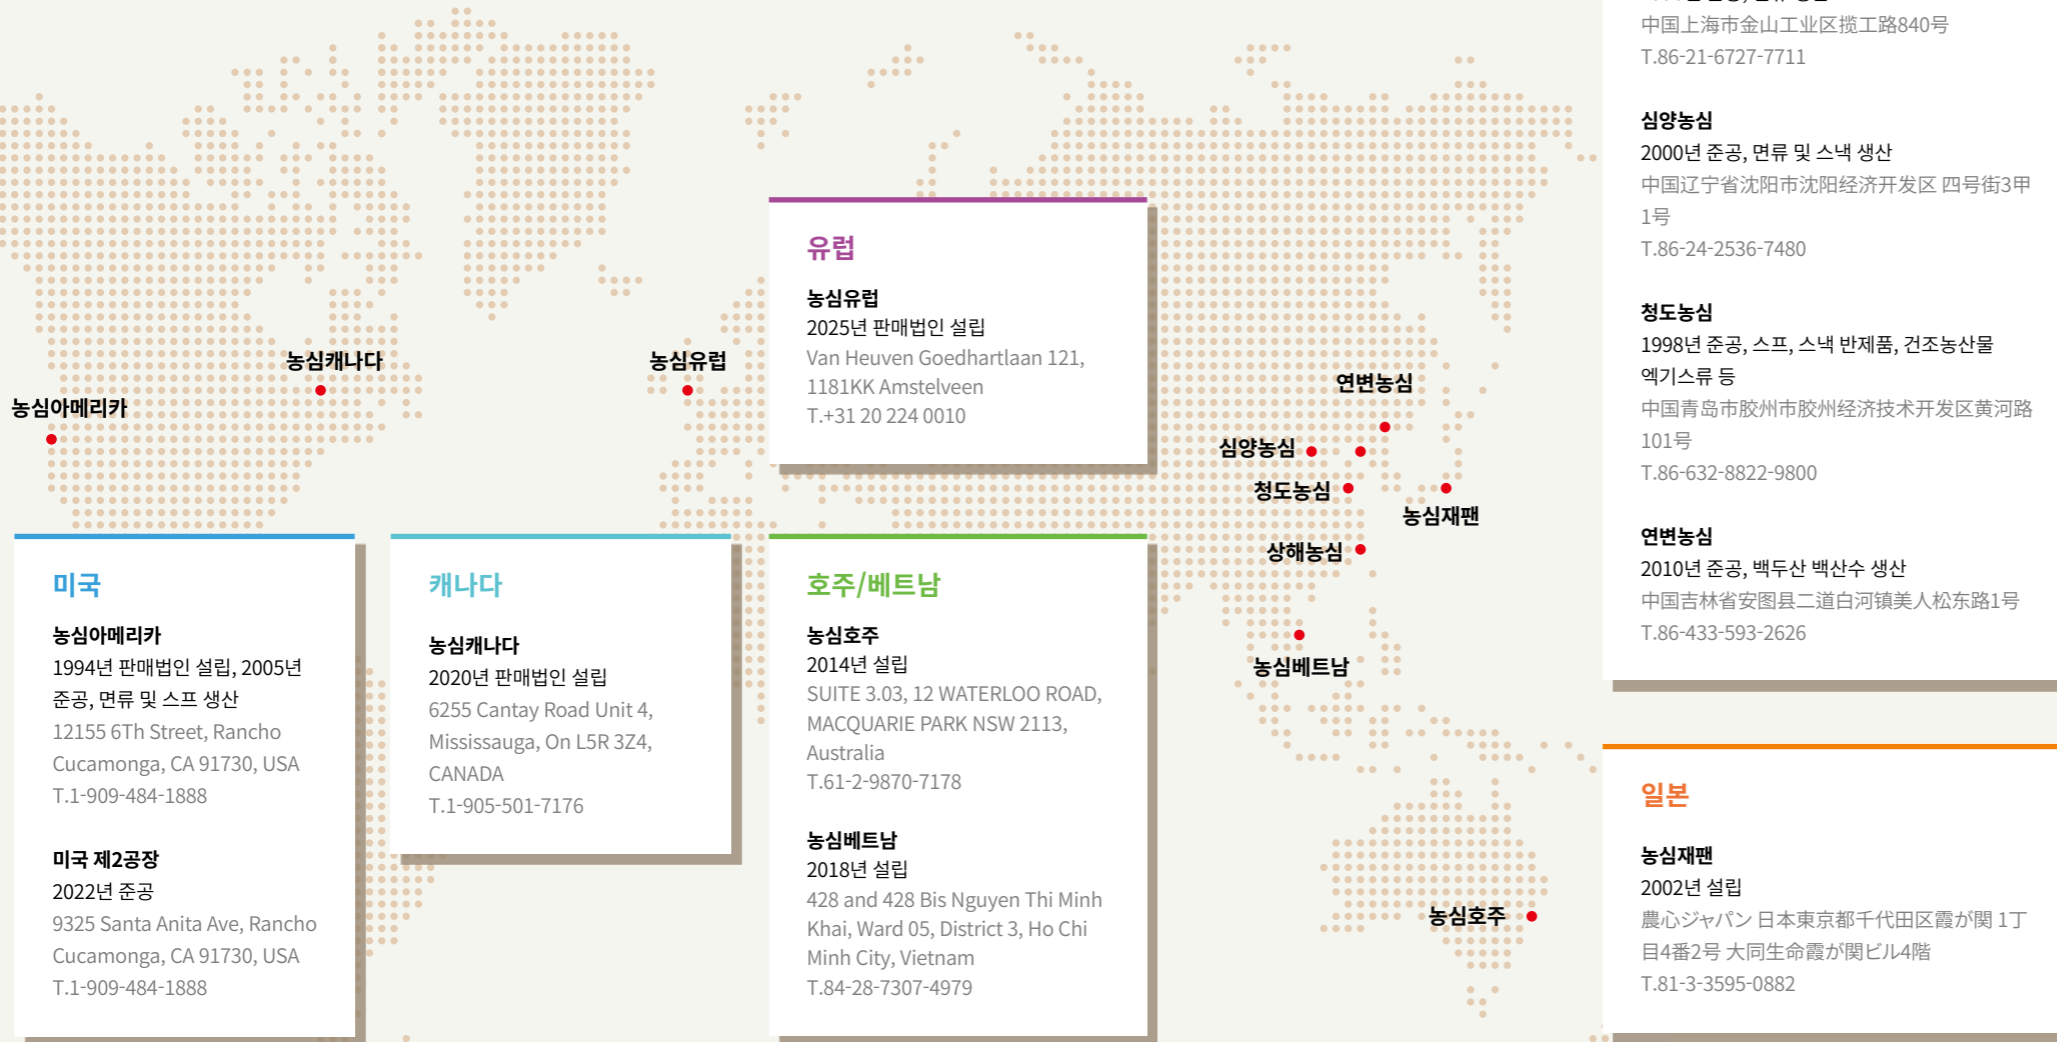 농심캐나다
농심아메리카
농심유럽
연변농심
심양농심
청도농심
농심재팬
상해농심
농심베트남
농심호주
유럽
농심유럽
2025년 판매법인 설립
Van Heuven Goedhartlaan 121,
1181KK Amstelveen
T.+31 20 224 0010
미국
농심아메리카
1994년 판매법인 설립, 2005년
준공, 면류 및 스프 생산
12155 6Th Street, Rancho
Cucamonga, CA 91730, USA
T.1-909-484-1888
미국 제2공장
2022년 준공
9325 Santa Anita Ave, Rancho
Cucamonga, CA 91730, USA
T.1-909-484-1888
캐나다
농심캐나다
2020년 판매법인 설립
6255 Cantay Road Unit 4,
Mississauga, On L5R 3Z4,
CANADA
T.1-905-501-7176
호주/베트남
농심호주
2014년 설립
SUITE 3.03, 12 WATERLOO ROAD,
MACQUARIE PARK NSW 2113,
Australia
T.61-2-9870-7178
농심베트남
2018년 설립
428 and 428 Bis Nguyen Thi Minh
Khai, Ward 05, District 3, Ho Chi
Minh City, Vietnam
T.84-28-7307-4979
中国上海市金山工业区揽工路840号
T.86-21-6727-7711
심양농심
2000년 준공, 면류 및 스낵 생산
中国辽宁省沈阳市沈阳经济开发区 四号街3甲
1号
T.86-24-2536-7480
청도농심
1998년 준공, 스프, 스낵 반제품, 건조농산물
엑기스류 등
中国青岛市胶州市胶州经济技术开发区黄河路
101号
T.86-632-8822-9800
연변농심
2010년 준공, 백두산 백산수 생산
中国吉林省安图县二道白河镇美人松东路1号
T.86-433-593-2626
일본
농심재팬
2002년 설립
農心ジャパン 日本東京都千代田区霞が関 1丁
目4番2号 大同生命霞が関ビル4階
T.81-3-3595-0882